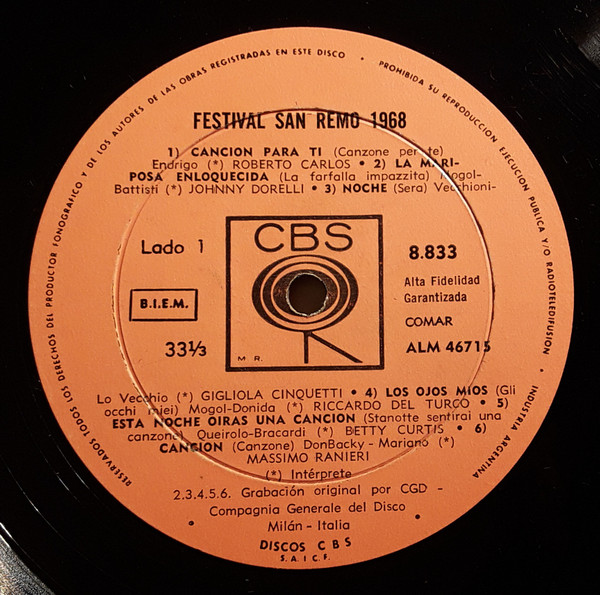 RESERVADOS TODOS LOS DERECHOS DEL PRODUCTOR FONOGRAFICO Y DE LOS AUTORES DE LAS OBRAS REGISTRADAS EN ESTE DISCO • PROHIBIDA SU REPRODUCCION EJECUCION PUBLICA Y/O RADIOTELEDIFUSION • INDUSTRIA ARGENTINA
FESTIVAL SAN REMO 1968
1) CANCION PARA TI (Canzone per te)
Endrigo (*) ROBERTO CARLOS • 2) LA MARI-
POSA ENLOQUECIDA (La farfalla impazzita) Mogol-
Battisti (*) JOHNNY DORELLI • 3) NOCHE (Sera) Vecchioni-
Lado 1
CBS
8.833
Alta Fidelidad
Garantizada
B.I.E.M.
COMAR
33⅓
M R.
ALM 46715
Lo Vecchio (*) GIGLIOLA CINQUETTI • 4) LOS OJOS MIOS (Gli
occhi miei) Mogol-Donida (*) RICCARDO DEL TURCO • 5)
ESTA NOCHE OIRAS UNA CANCION (Stanotte sentirai una
canzone) Queirolo-Bracardi (*) BETTY CURTIS • 6)
CANCION (Canzone) DonBacky - Mariano (*)
MASSIMO RANIERI
(*) Intérprete
2.3.4.5.6. Grabación original por CGD -
Compagnia Generale del Disco
• Milán - Italia •
DISCOS CBS
S.A.I.C.F.